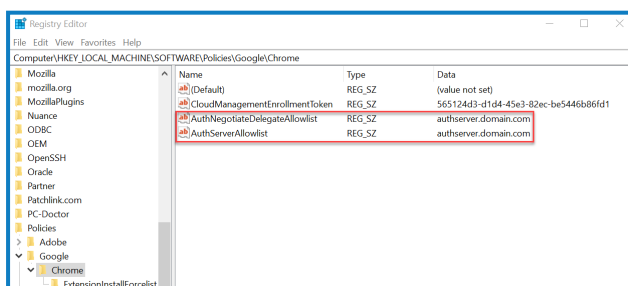 Registry Editor
File Edit View Favorites Help
Computer\HKEY_LOCAL_MACHINE\SOFTWARE\Policies\Google\Chrome
Mozilla
mozilla.org
MozillaPlugins
Nuance
ODBC
OEM
OpenSSH
Oracle
Partner
Patchlink.com
PC-Doctor
Policies
Adobe
Google
Chrome
ExtensionInstallForcelist
Name Type Data
(Default) REG_SZ (value not set)
CloudManagementEnrollmentToken REG_SZ 565124d3-d1d4-45e3-82ec-be5446b86fd1
AuthNegotiateDelegateAllowlist REG_SZ authserver.domain.com
AuthServerAllowlist REG_SZ authserver.domain.com